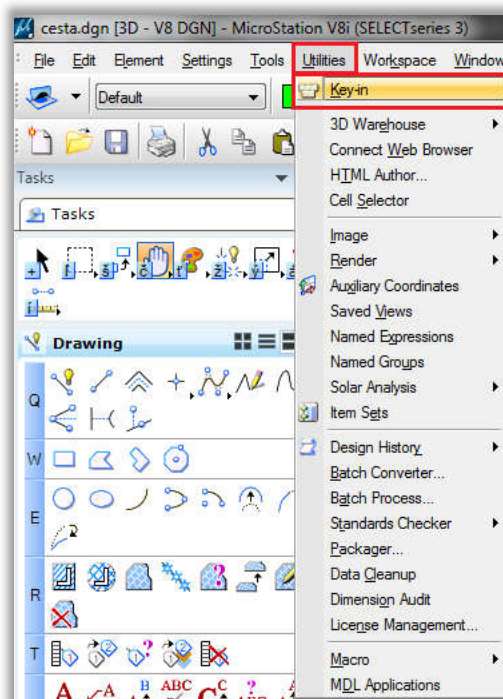 cesta.dgn [3D - V8 DGN] - MicroStation V8i (SELECTseries 3)
File Edit Element Settings Tools Utilities Workspace Window
Default
Key-in
3D Warehouse
Connect Web Browser
HTML Author...
Cell Selector
Image
Render
Auxiliary Coordinates
Saved Views
Named Expressions
Named Groups
Solar Analysis
Item Sets
Design History
Batch Converter...
Batch Process...
Standards Checker
Packager...
Data Cleanup
Dimension Audit
License Management...
Macro
MDL Applications
Tasks
Tasks
+ ě š č ř ž ý
í
Drawing
Q
W
E
R
T
A A A B ABC C C A